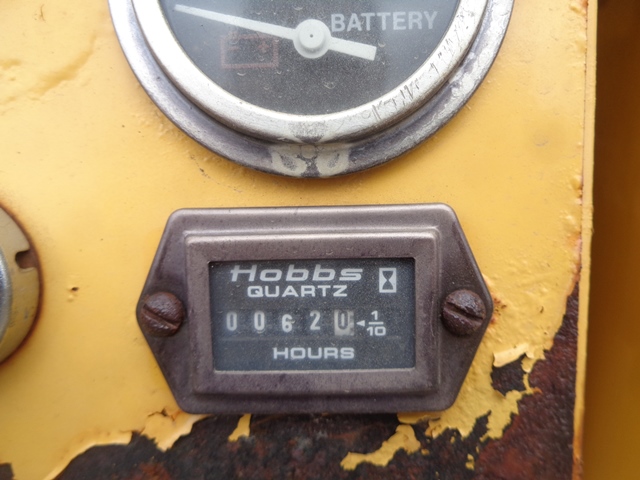 BATTERY
Hobbs
QUARTZ
00620 1/10
HOURS